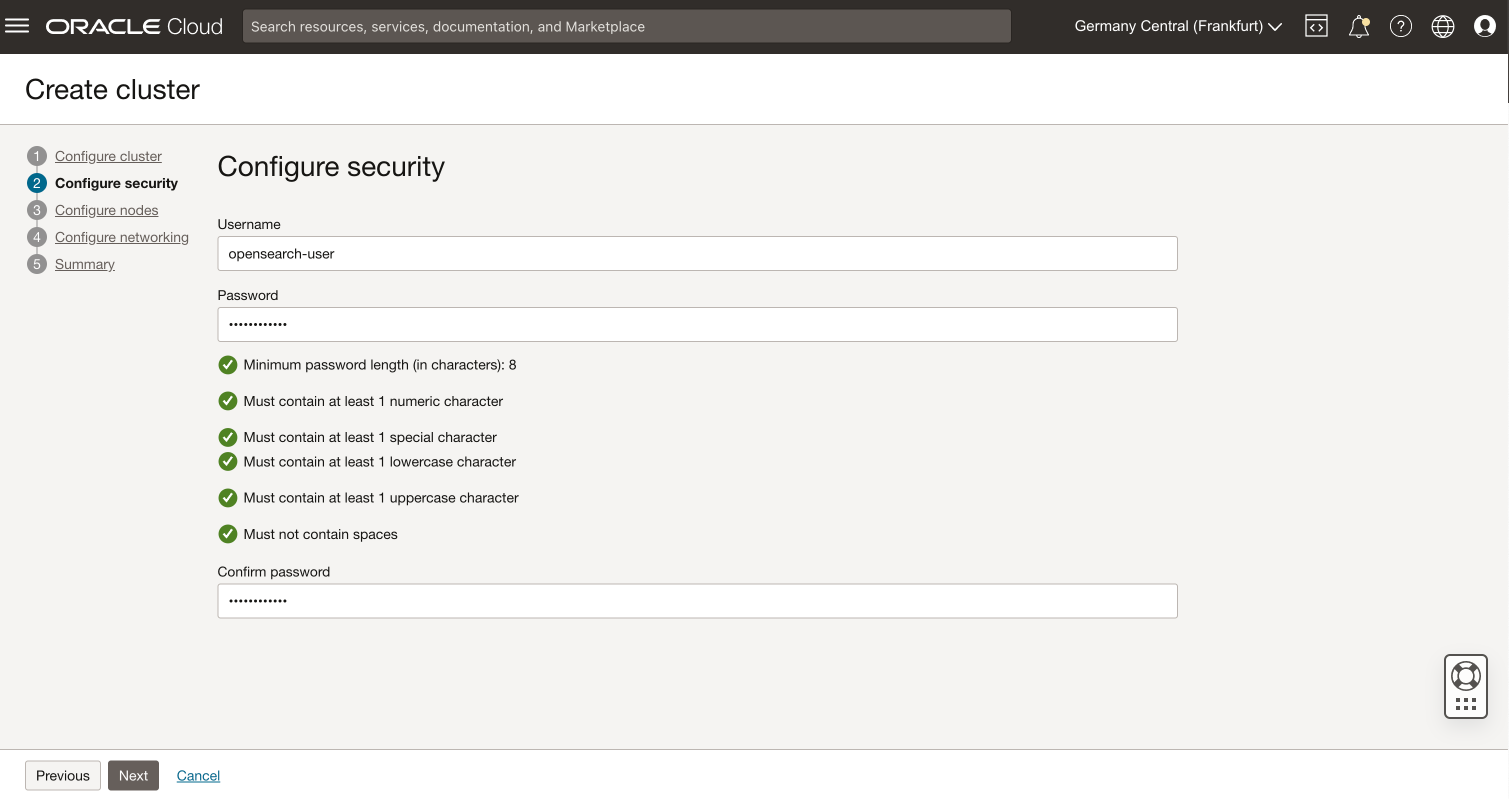 ORACLE Cloud
Search resources, services, documentation, and Marketplace
Germany Central (Frankfurt)
Create cluster
1 Configure cluster
2 Configure security
3 Configure nodes
4 Configure networking
5 Summary
Configure security
Username
opensearch-user
Password
••••••••••••
Minimum password length (in characters): 8
Must contain at least 1 numeric character
Must contain at least 1 special character
Must contain at least 1 lowercase character
Must contain at least 1 uppercase character
Must not contain spaces
Confirm password
••••••••••••
Previous Next Cancel